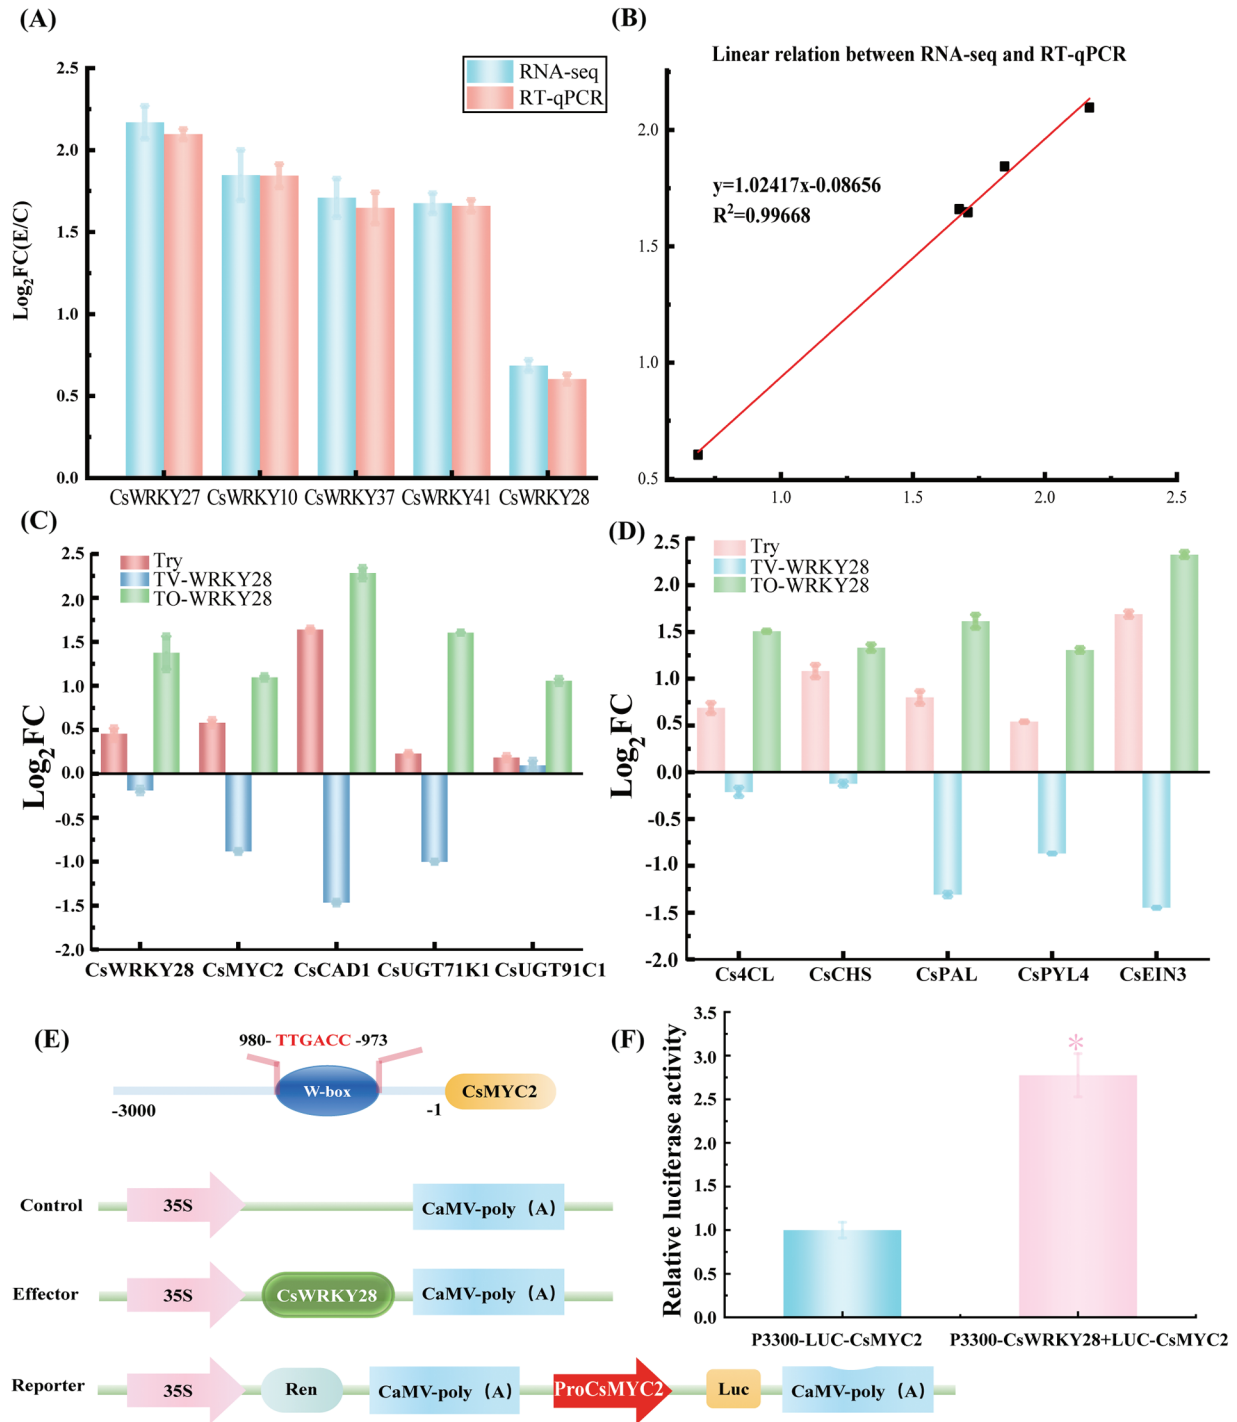 (A)
2.5
2.0
1.5
1.0
0.5
0.0
Log2FC(E/C)
RNA-seq
RT-qPCR
CsWRKY27 CsWRKY10 CsWRKY37 CsWRKY41 CsWRKY28
(B)
Linear relation between RNA-seq and RT-qPCR
y=1.02417x-0.08656
R²=0.99668
2.0
1.5
1.0
0.5
1.0 1.5 2.0 2.5
(C)
Try
TV-WRKY28
TO-WRKY28
2.5
2.0
1.5
1.0
0.5
0.0
-0.5
-1.0
-1.5
-2.0
Log2FC
CsWRKY28 CsMYC2 CsCAD1 CsUGT71K1 CsUGT91C1
(D)
Try
TV-WRKY28
TO-WRKY28
2.5
2.0
1.5
1.0
0.5
0.0
-0.5
-1.0
-1.5
-2.0
Log2FC
Cs4CL CsCHS CsPAL CsPYL4 CsEIN3
(E)
980- TTGACC -973
W-box
CsMYC2
-3000
-1
Control 35S CaMV-poly（A）
Effector 35S CsWRKY28 CaMV-poly（A）
Reporter 35S Ren CaMV-poly（A） ProCsMYC2 Luc CaMV-poly（A）
(F)
Relative luciferase activity
3.5
3.0
2.5
2.0
1.5
1.0
0.5
0.0
*
P3300-LUC-CsMYC2 P3300-CsWRKY28+LUC-CsMYC2